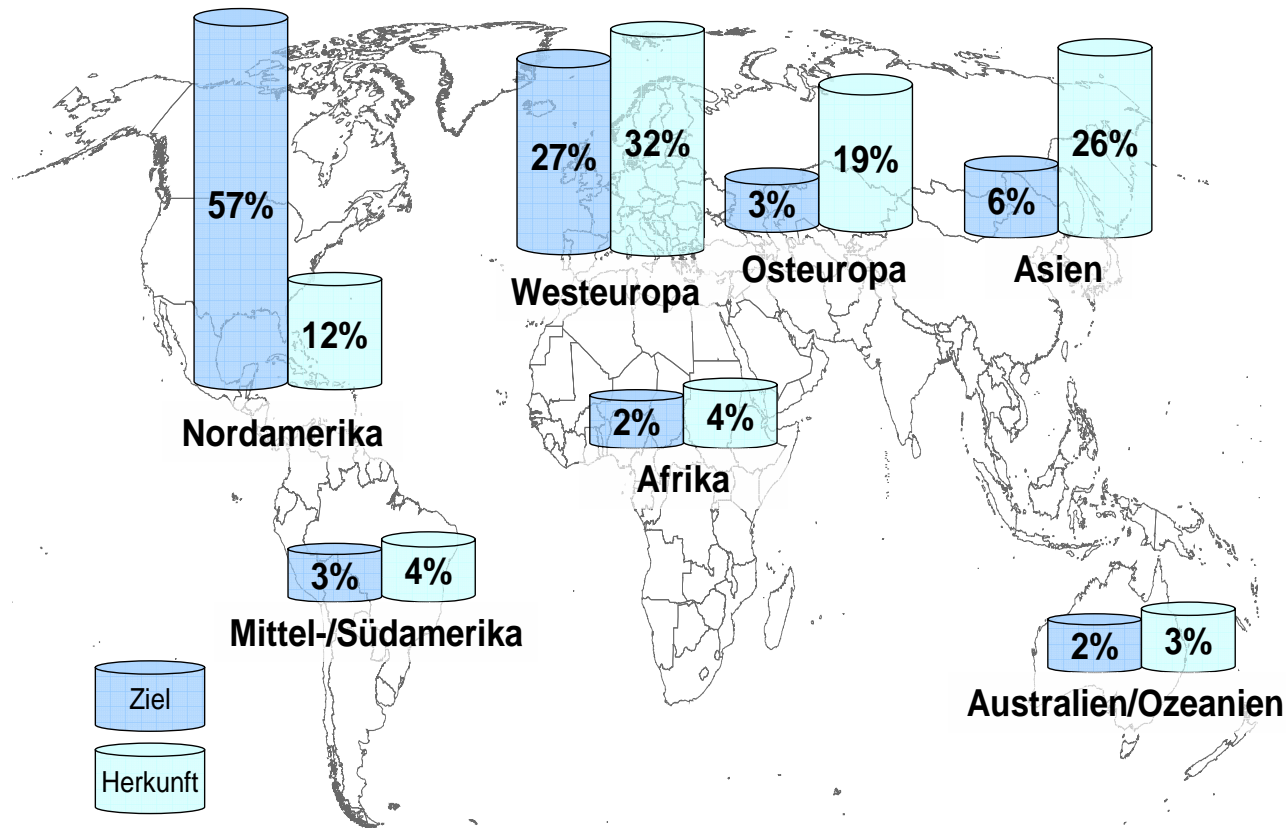 57%
12%
Nordamerika
27%
32%
Westeuropa
3%
19%
Osteuropa
6%
26%
Asien
2%
4%
Afrika
3%
4%
Mittel-/Südamerika
2%
3%
Australien/Ozeanien
Ziel
Herkunft